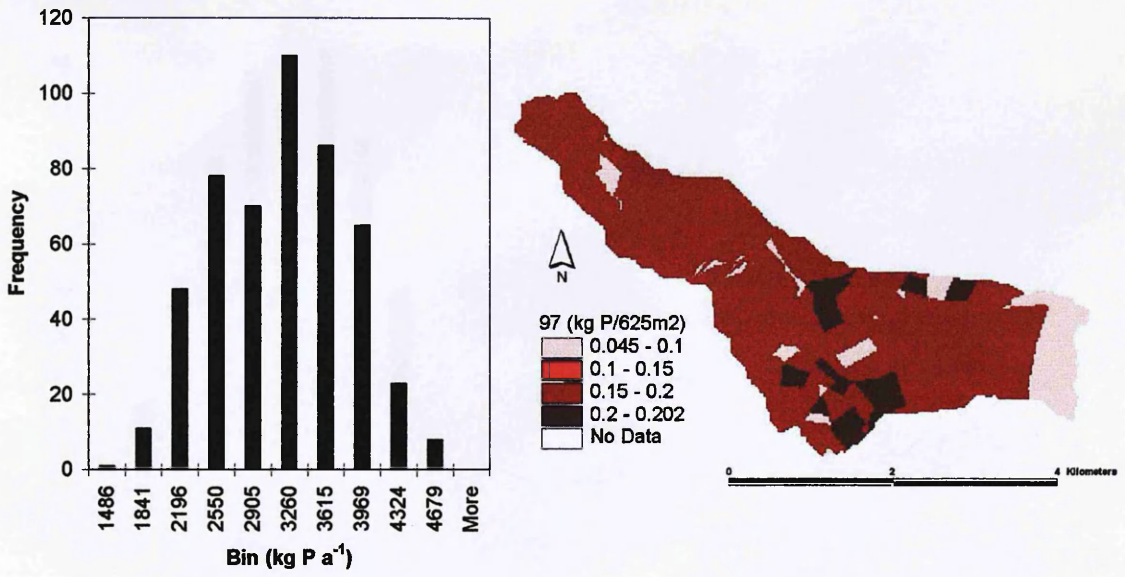 120
100
80
60
40
20
0
Frequency
1486
1841
2196
2550
2905
3260
3615
3969
4324
4679
More
Bin (kg P a⁻¹)
N
97 (kg P/625m2)
0.045 - 0.1
0.1 - 0.15
0.15 - 0.2
0.2 - 0.202
No Data
0 2 4 Kilometers